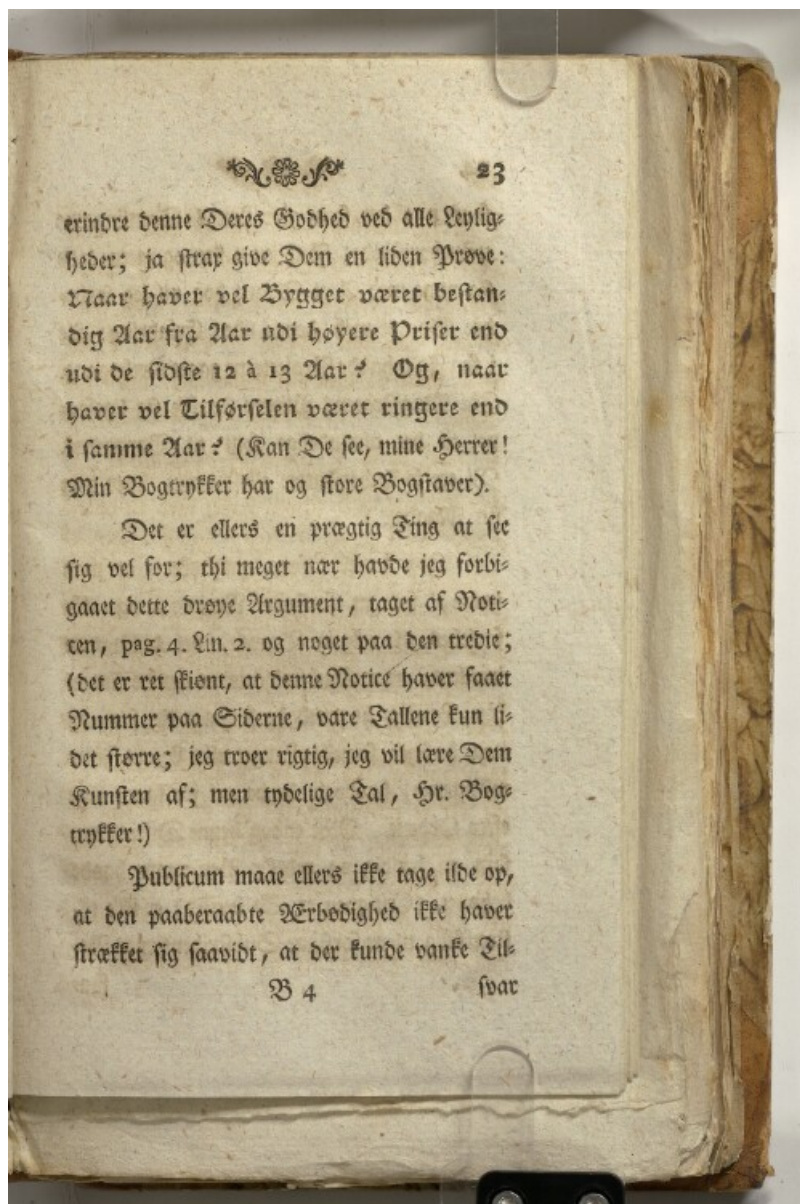 23
erindre denne Deres Godhed ved alle Leylig-
heder; ja strax give Dem en liden Prøve:
Naar haver vel Bygget været bestan-
dig Aar fra Aar udi høyere Priser end
udi de sidste 12 à 13 Aar? Og, naar
haver vel Tilførselen været ringere end
i samme Aar? (Kan De see, mine Herrer!
Min Bogtrykker har og store Bogstaver).
Det er ellers en prægtig Ting at see
sig vel for; thi meget nær havde jeg forbi-
gaaet dette drøye Argument, taget af Noti-
cen, pag. 4. Lin. 2. og noget paa den tredie;
(det er ret skiønt, at denne Notice haver faaet
Nummer paa Siderne, vare Tallene kun li-
det større; jeg troer rigtig, jeg vil lære Dem
Kunsten af; men tydelige Tal, Hr. Bog-
trykker!)
Publicum maae ellers ikke tage ilde op,
at den paaberaabte Ærbødighed ikke haver
strækket sig saavidt, at der kunde vanke Til-
B 4 svar